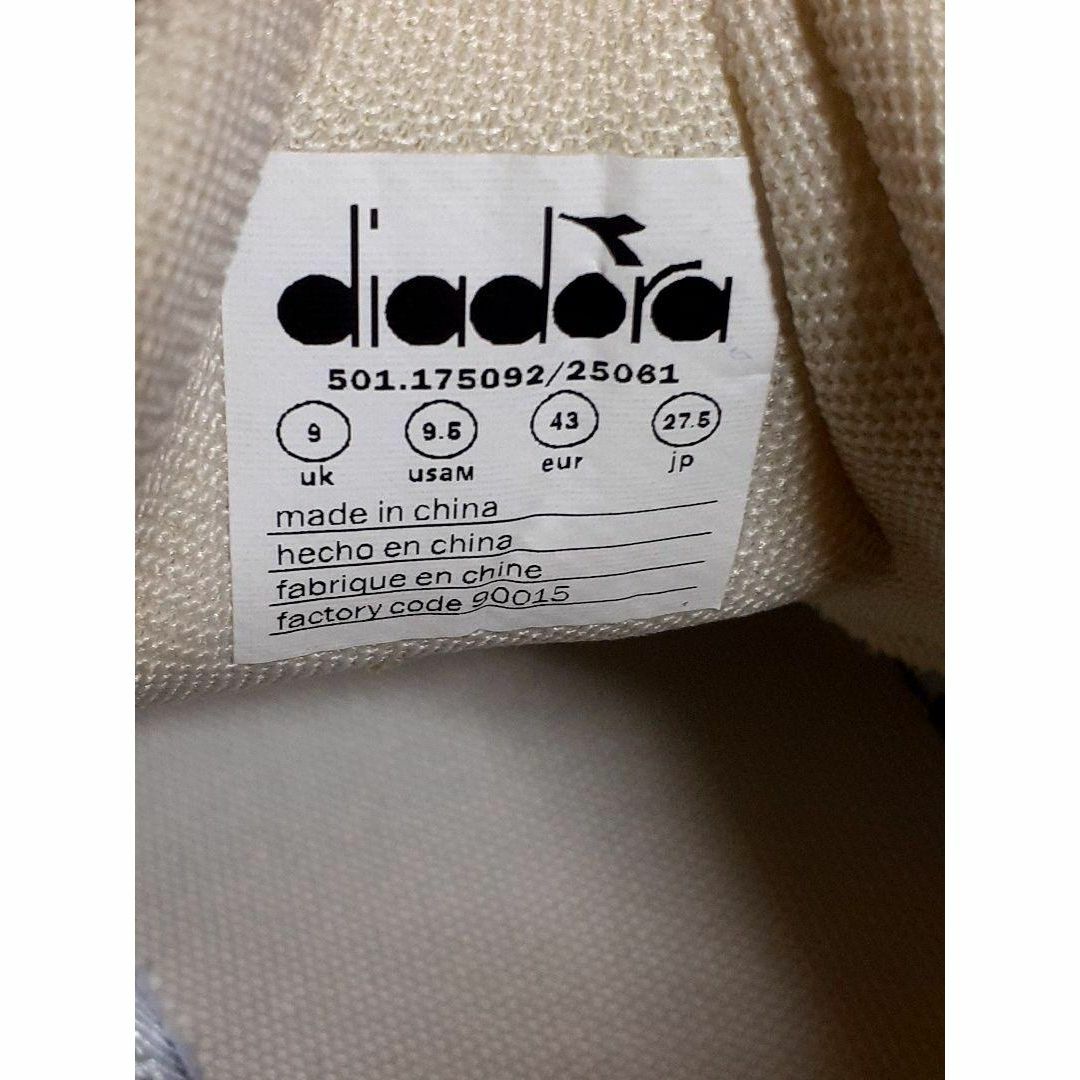 diadora
501.175092/25061
9 9.5 43 27.5
uk usaM eur jp
made in china
hecho en china
fabrique en chine
factory code 90015